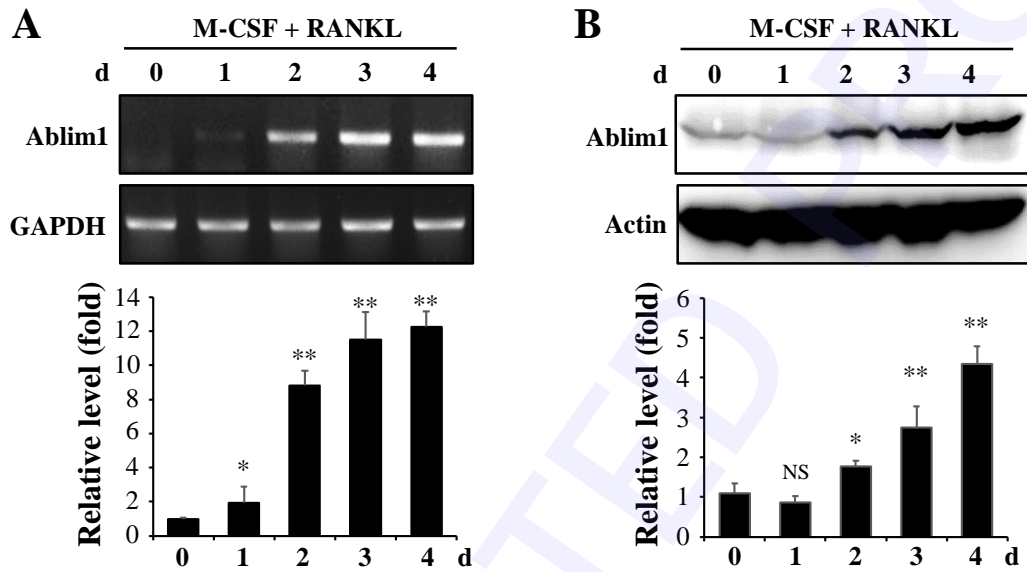 A
M-CSF + RANKL
d 0 1 2 3 4
Ablim1
GAPDH
Relative level (fold)
14
12
10
8
6
4
2
0
*
**
**
**
0 1 2 3 4 d
B
M-CSF + RANKL
d 0 1 2 3 4
Ablim1
Actin
Relative level (fold)
6
5
4
3
2
1
0
NS
*
**
**
0 1 2 3 4 d